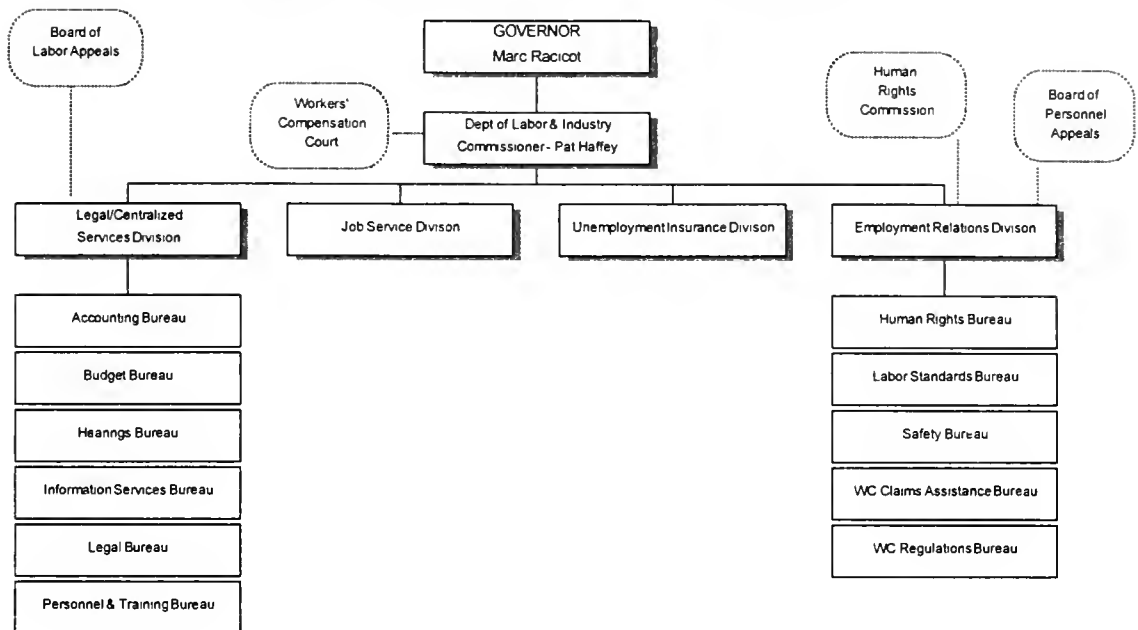 Board of
Labor Appeals
GOVERNOR
Marc Racicot
Human
Rights
Commission
Board of
Personnel
Appeals
Workers'
Compensation
Court
Dept of Labor & Industry
Commissioner - Pat Haffey
Legal/Centralized
Services Division
Job Service Divison
Unemployment Insurance Divison
Employment Relations Divison
Accounting Bureau
Budget Bureau
Hearings Bureau
Information Services Bureau
Legal Bureau
Personnel & Training Bureau
Human Rights Bureau
Labor Standards Bureau
Safety Bureau
WC Claims Assistance Bureau
WC Regulations Bureau